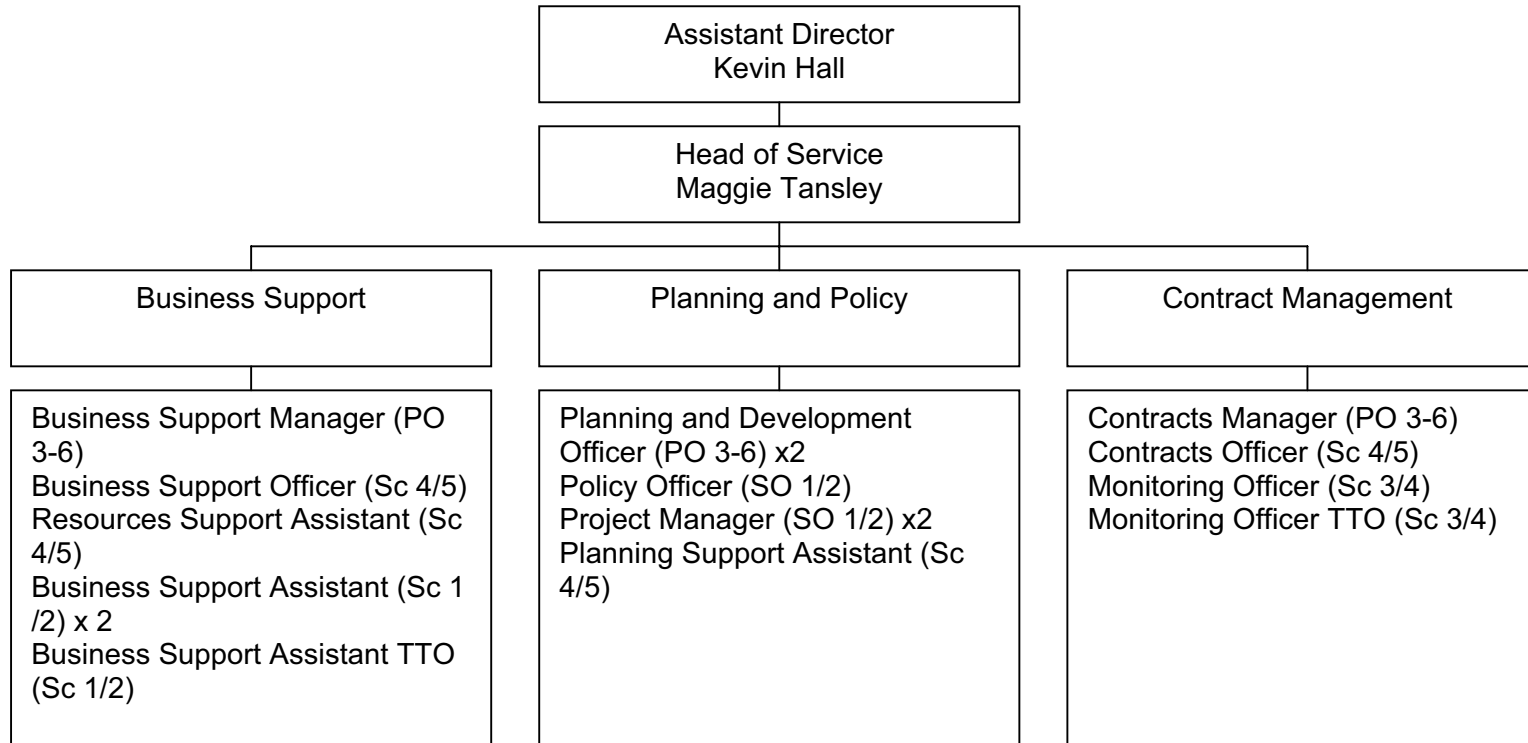 Assistant Director
Kevin Hall
Head of Service
Maggie Tansley
Business Support
Planning and Policy
Contract Management
Business Support Manager (PO
3-6)
Business Support Officer (Sc 4/5)
Resources Support Assistant (Sc
4/5)
Business Support Assistant (Sc 1
/2) x 2
Business Support Assistant TTO
(Sc 1/2)
Planning and Development
Officer (PO 3-6) x2
Policy Officer (SO 1/2)
Project Manager (SO 1/2) x2
Planning Support Assistant (Sc
4/5)
Contracts Manager (PO 3-6)
Contracts Officer (Sc 4/5)
Monitoring Officer (Sc 3/4)
Monitoring Officer TTO (Sc 3/4)